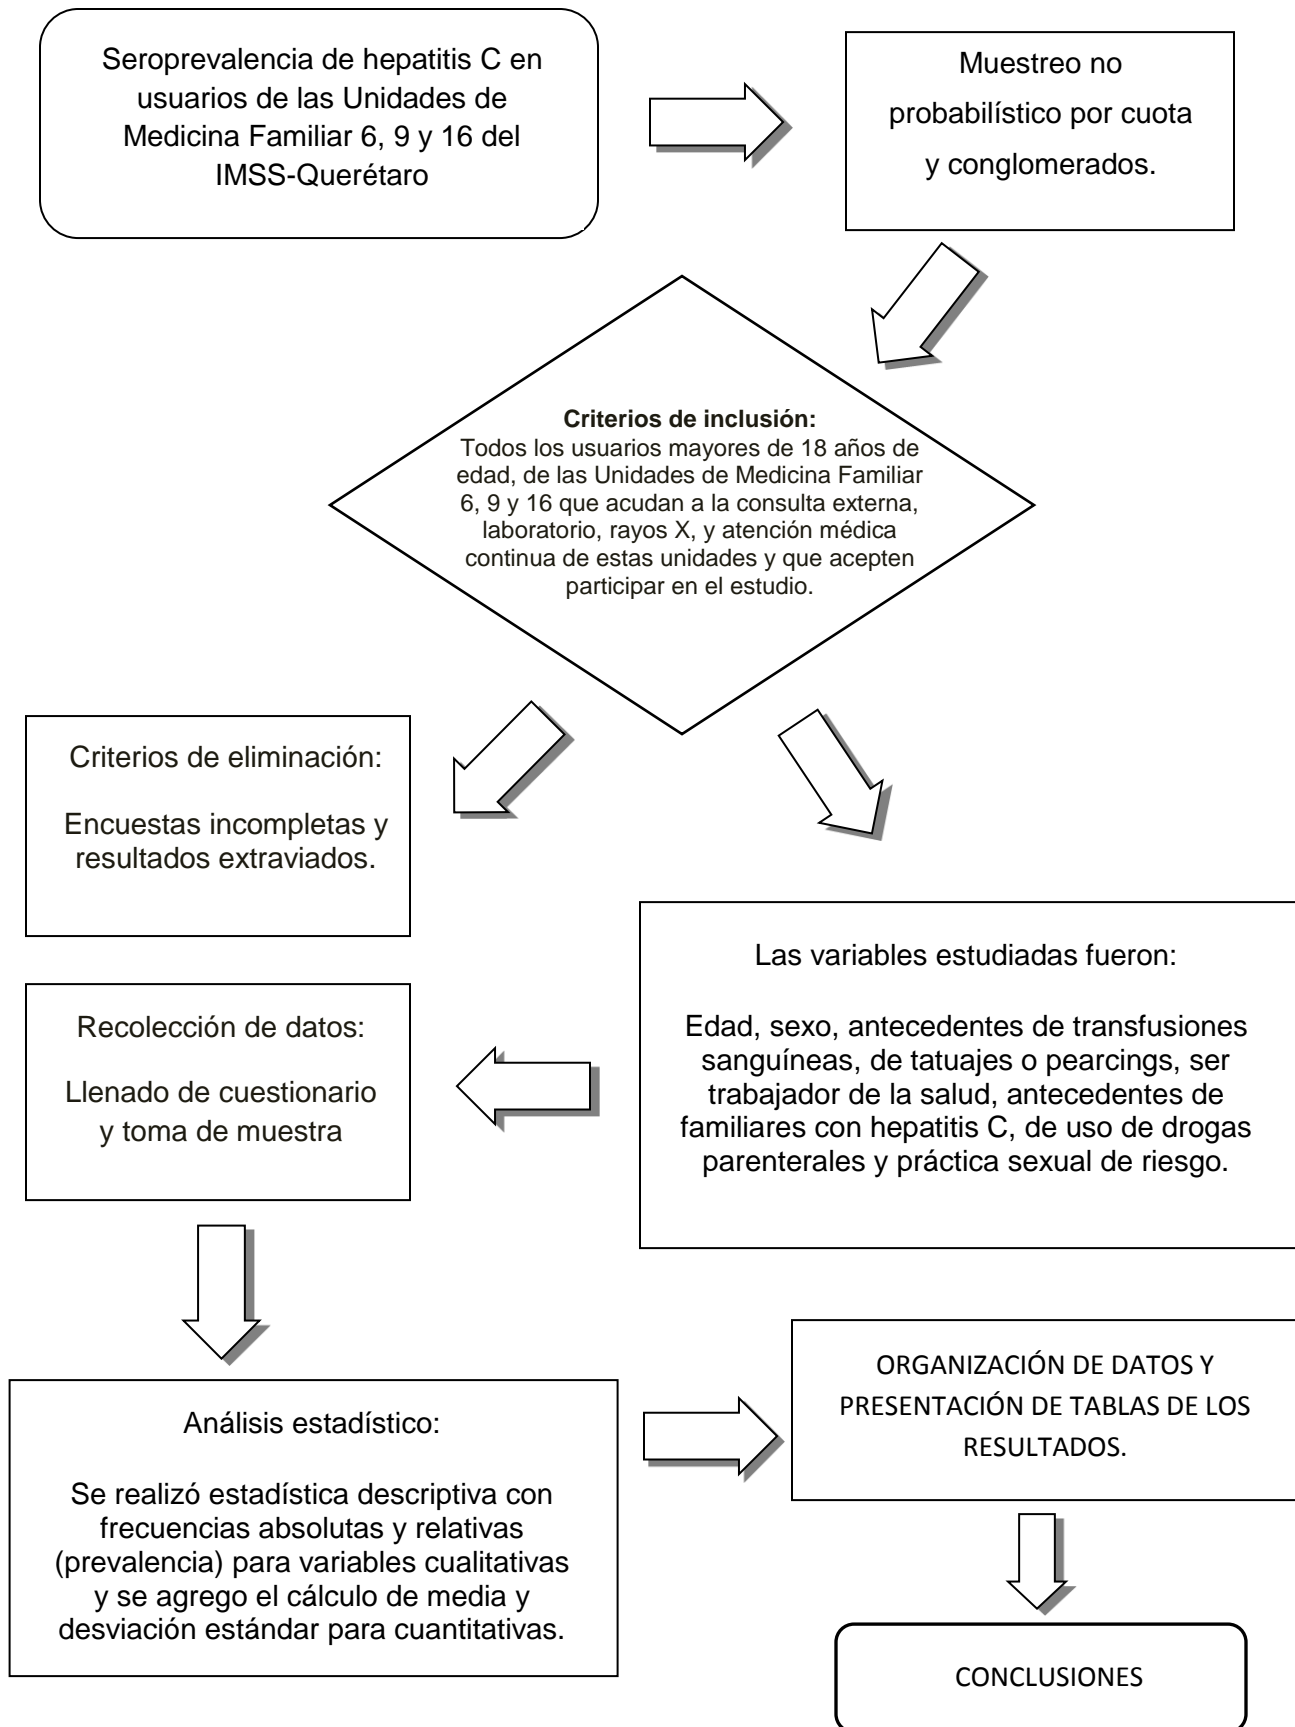 Seroprevalencia de hepatitis C en
usuarios de las Unidades de
Medicina Familiar 6, 9 y 16 del
IMSS-Querétaro
Muestreo no
probabilístico por cuota
y conglomerados.
Criterios de inclusión:
Todos los usuarios mayores de 18 años de
edad, de las Unidades de Medicina Familiar
6, 9 y 16 que acudan a la consulta externa,
laboratorio, rayos X, y atención médica
continua de estas unidades y que acepten
participar en el estudio.
Criterios de eliminación:
Encuestas incompletas y
resultados extraviados.
Las variables estudiadas fueron:
Edad, sexo, antecedentes de transfusiones
sanguíneas, de tatuajes o pearcings, ser
trabajador de la salud, antecedentes de
familiares con hepatitis C, de uso de drogas
parenterales y práctica sexual de riesgo.
Recolección de datos:
Llenado de cuestionario
y toma de muestra
Análisis estadístico:
Se realizó estadística descriptiva con
frecuencias absolutas y relativas
(prevalencia) para variables cualitativas
y se agrego el cálculo de media y
desviación estándar para cuantitativas.
ORGANIZACIÓN DE DATOS Y
PRESENTACIÓN DE TABLAS DE LOS
RESULTADOS.
CONCLUSIONES